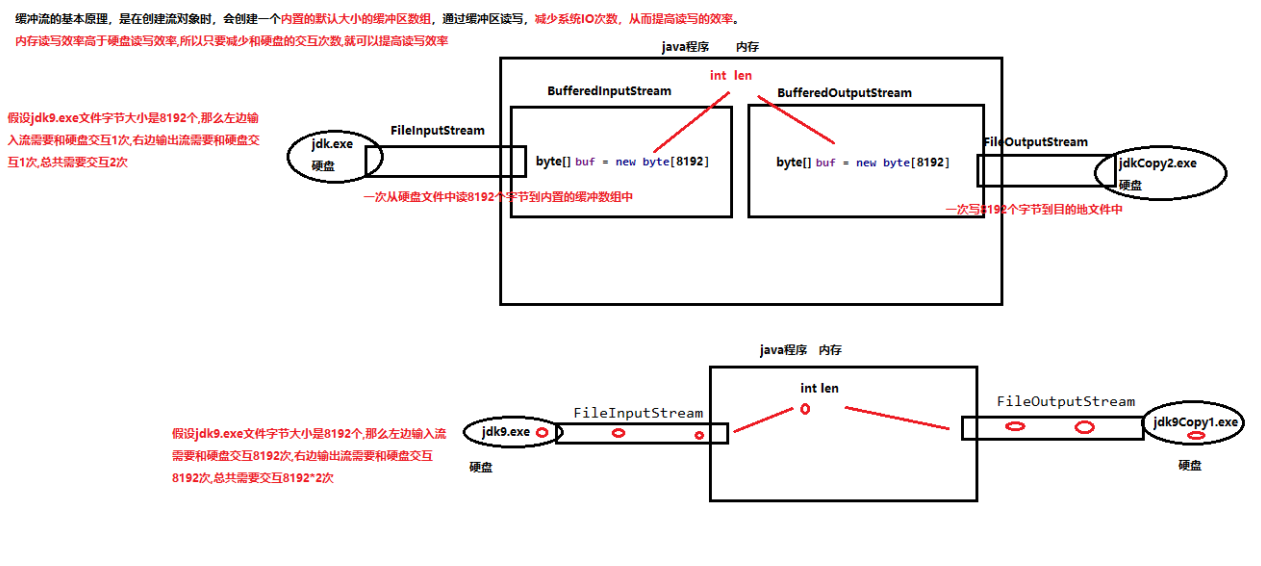 缓冲流的基本原理，是在创建流对象时，会创建一个内置的默认大小的缓冲区数组，通过缓冲区读写，减少系统IO次数，从而提高读写的效率。
内存读写效率高于硬盘读写效率,所以只要减少和硬盘的交互次数,就可以提高读写效率
java程序 内存
int len
BufferedInputStream
BufferedOutputStream
假设jdk9.exe文件字节大小是8192个,那么左边输
入流需要和硬盘交互1次,右边输出流需要和硬盘交
互1次,总共需要交互2次
FileInputStream
jdk.exe
硬盘
byte[] buf = new byte[8192]
byte[] buf = new byte[8192]
FileOutputStream
jdkCopy2.exe
硬盘
一次从硬盘文件中读8192个字节到内置的缓冲数组中
一次写8192个字节到目的地文件中
java程序 内存
int len
FileInputStream
FileOutputStream
jdk9.exe
硬盘
jdk9Copy1.exe
硬盘
假设jdk9.exe文件字节大小是8192个,那么左边输入流
需要和硬盘交互8192次,右边输出流需要和硬盘交互
8192次,总共需要交互8192*2次